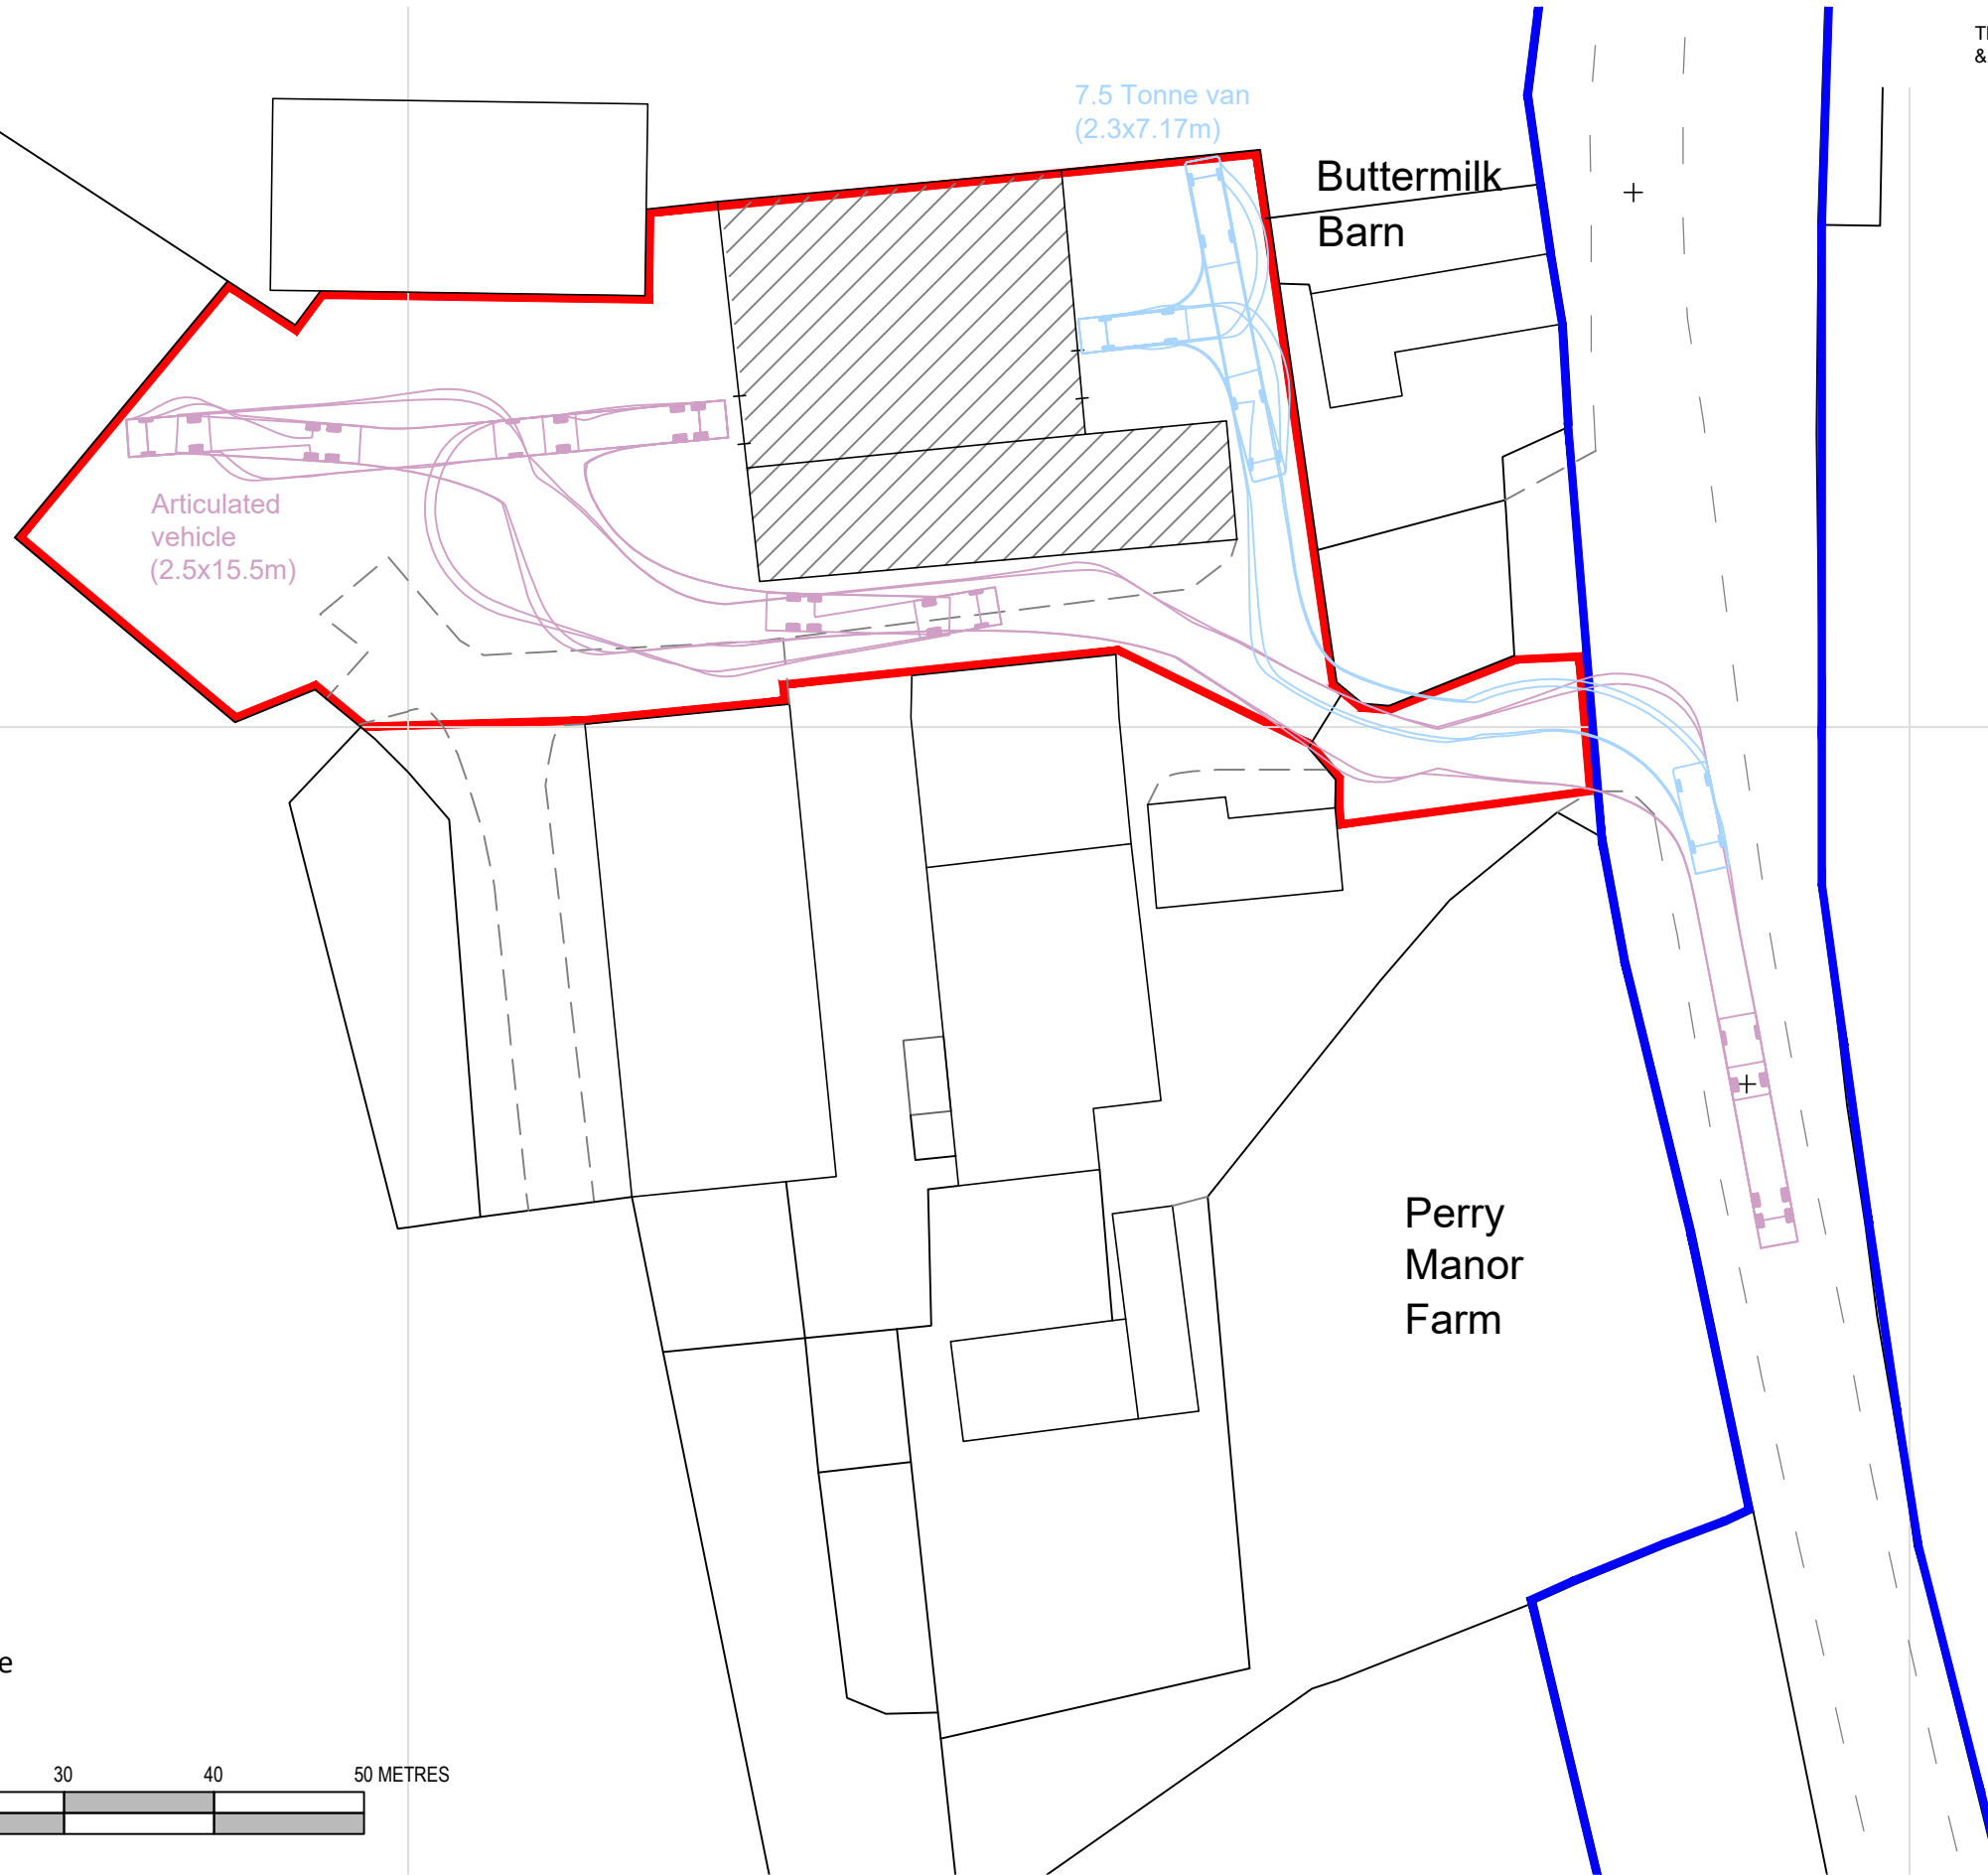 7.5 Tonne van
(2.3x7.17m)
Buttermilk
Barn
Articulated
vehicle
(2.5x15.5m)
Perry
Manor
Farm
30 40 50 METRES